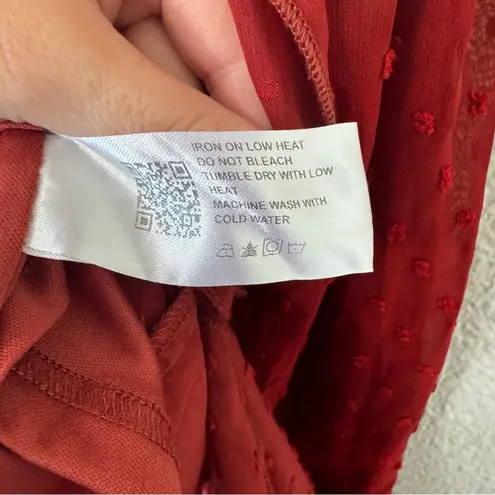 IRON ON LOW HEAT
DO NOT BLEACH
TUMBLE DRY WITH LOW
HEAT
MACHINE WASH WITH
COLD WATER